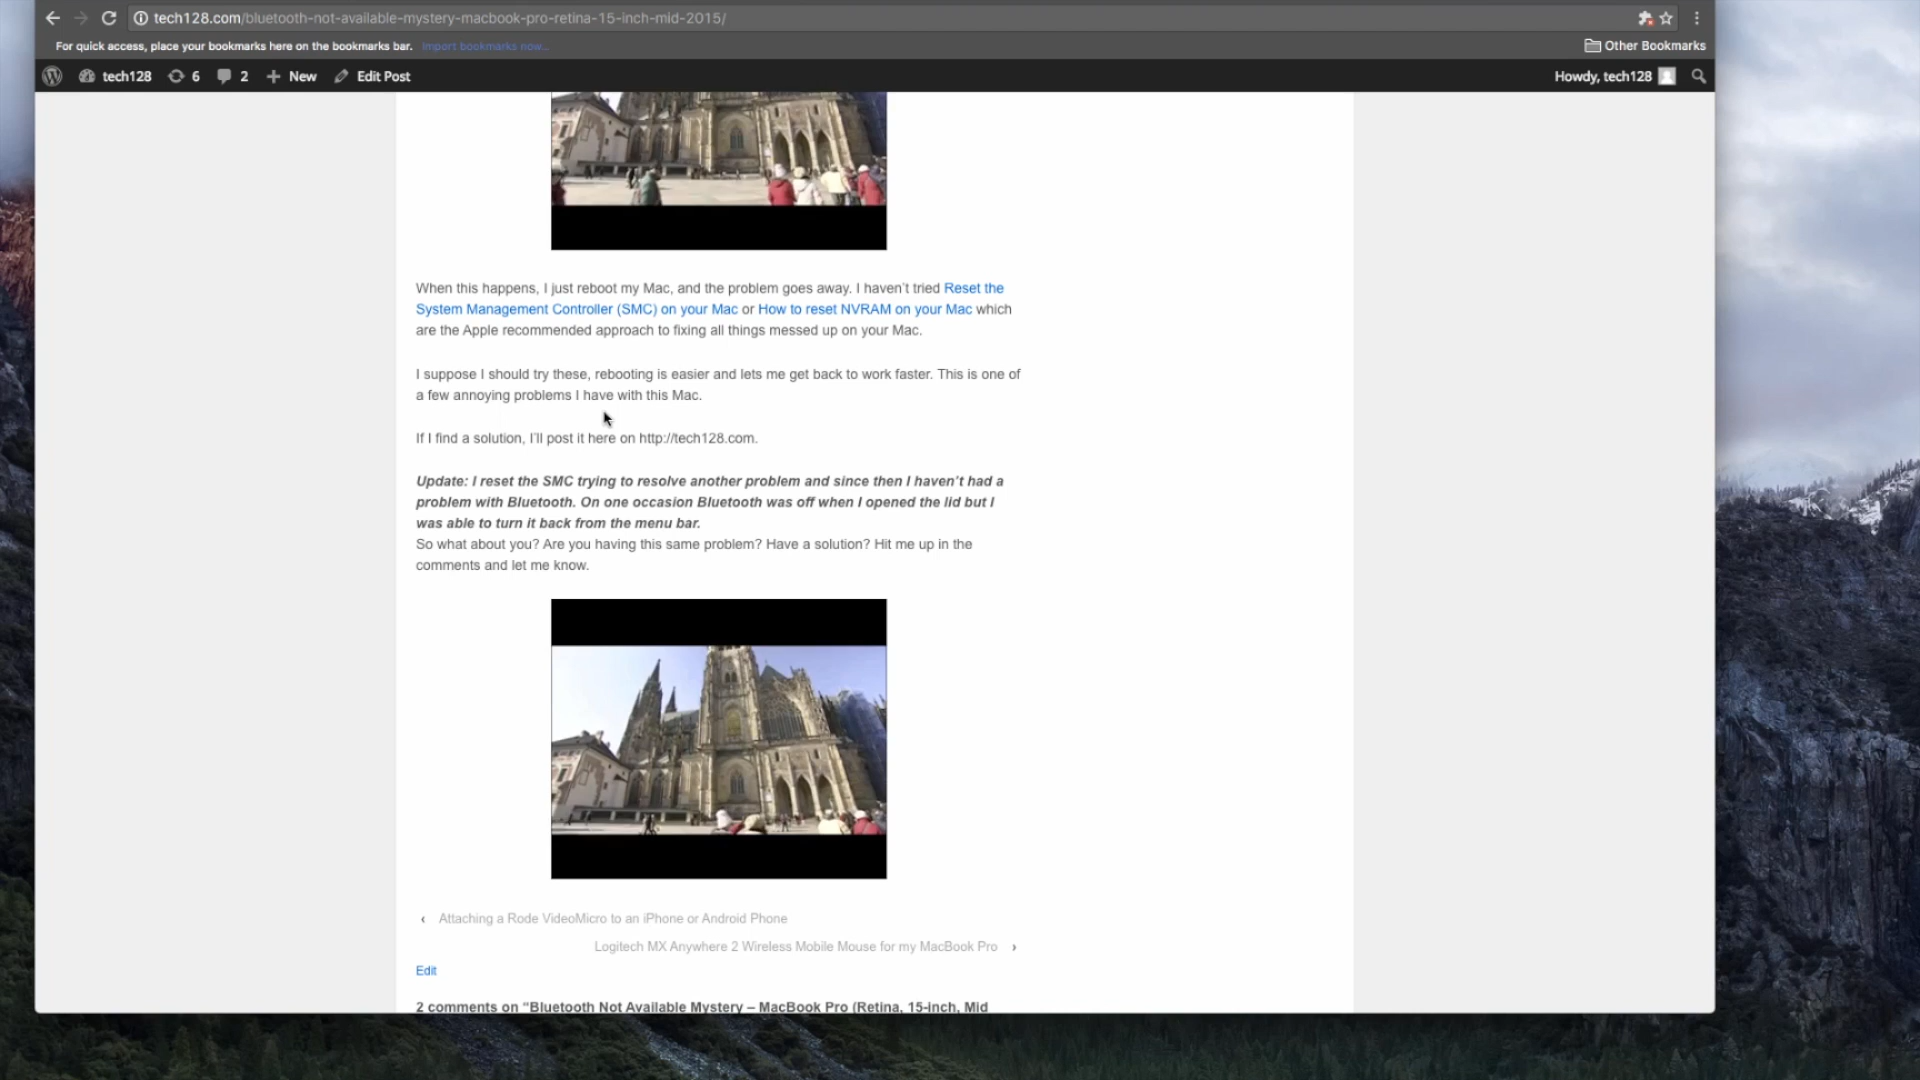 tech128.com/bluetooth-not-available-mystery-macbook-pro-retina-15-inch-mid-2015/
For quick access, place your bookmarks here on the bookmarks bar. Import bookmarks now...
Other Bookmarks
tech128 6 2 New Edit Post
Howdy, tech128
When this happens, I just reboot my Mac, and the problem goes away. I haven't tried Reset the
System Management Controller (SMC) on your Mac or How to reset NVRAM on your Mac which
are the Apple recommended approach to fixing all things messed up on your Mac.
I suppose I should try these, rebooting is easier and lets me get back to work faster. This is one of
a few annoying problems I have with this Mac.
If I find a solution, I'll post it here on http://tech128.com.
Update: I reset the SMC trying to resolve another problem and since then I haven't had a
problem with Bluetooth. On one occasion Bluetooth was off when I opened the lid but I
was able to turn it back from the menu bar.
So what about you? Are you having this same problem? Have a solution? Hit me up in the
comments and let me know.
‹ Attaching a Rode VideoMicro to an iPhone or Android Phone
Logitech MX Anywhere 2 Wireless Mobile Mouse for my MacBook Pro ›
Edit
2 comments on “Bluetooth Not Available Mystery – MacBook Pro (Retina, 15-inch, Mid